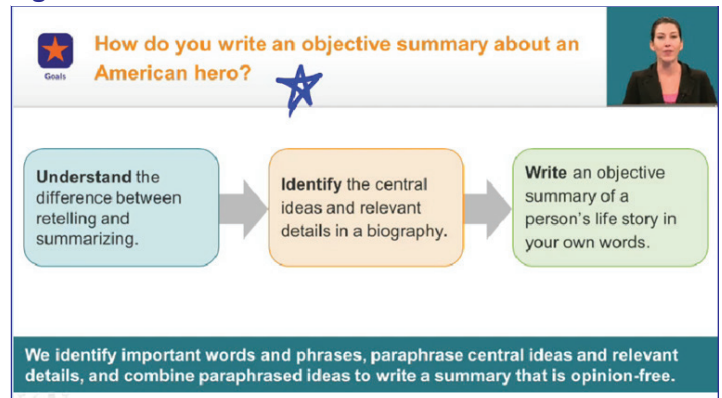 How do you write an objective summary about an
American hero?
Goals
Understand the
difference between
retelling and
summarizing.
Identify the central
ideas and relevant
details in a biography.
Write an objective
summary of a
person's life story in
your own words.
We identify important words and phrases, paraphrase central ideas and relevant
details, and combine paraphrased ideas to write a summary that is opinion-free.